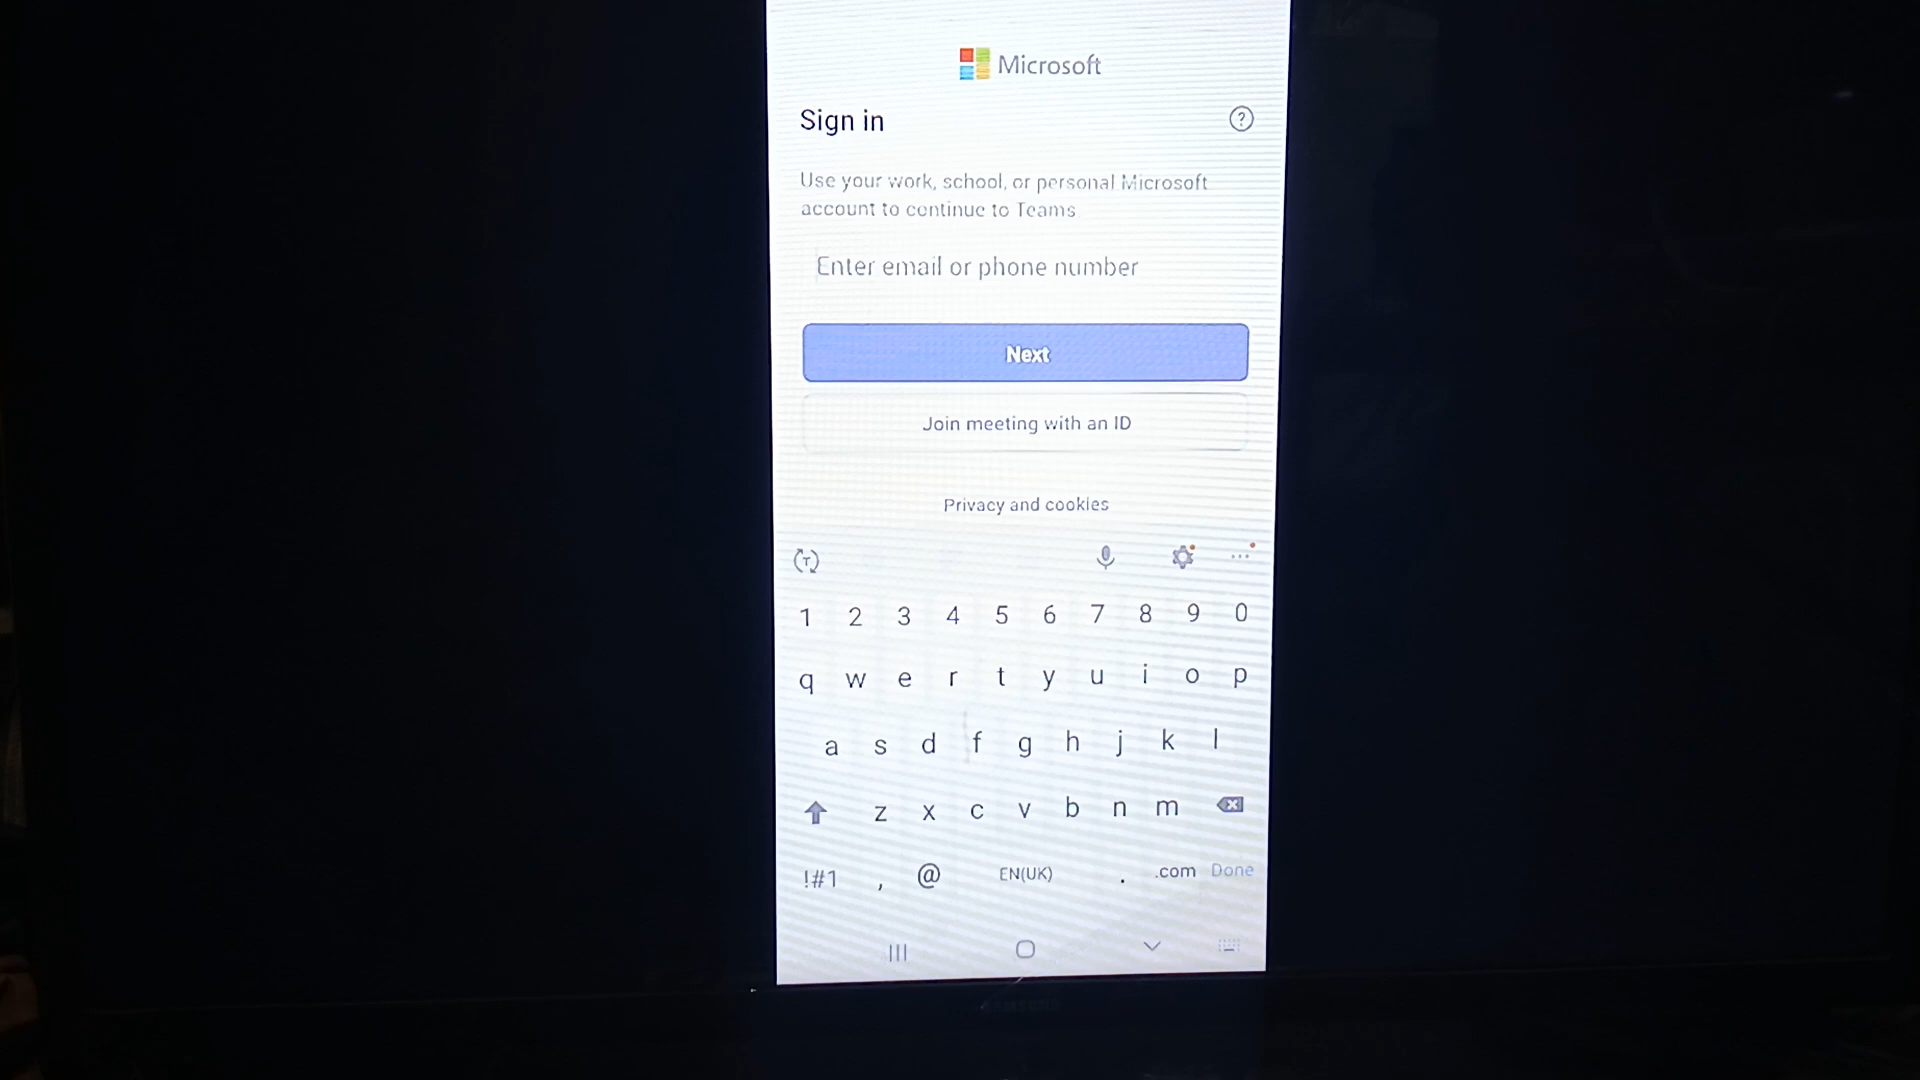 Microsoft
Sign in
Use your work, school, or personal Microsoft
account to continue to Teams
Enter email or phone number
Next
Join meeting with an ID
Privacy and cookies
1 2 3 4 5 6 7 8 9 0
q w e r t y u i o p
a s d f g h j k l
z x c v b n m
!#1 , @ EN(UK) . .com Done
SAMSUNG